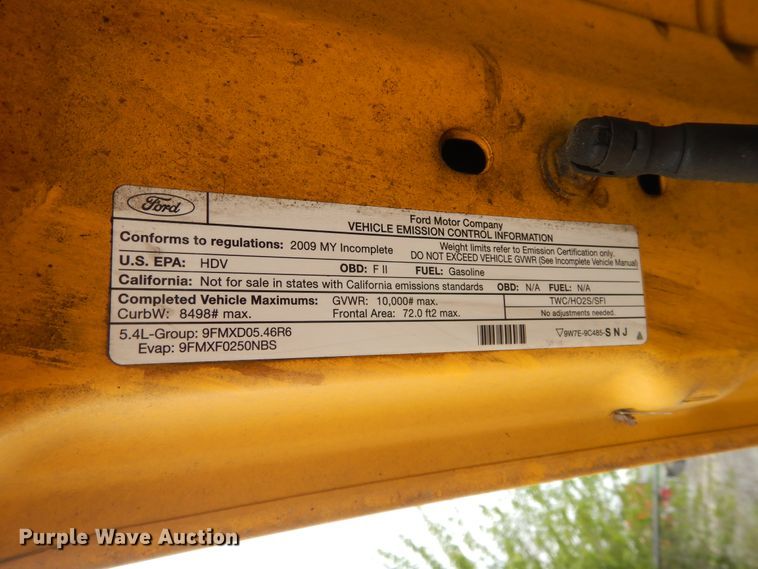 Ford
Ford Motor Company
VEHICLE EMISSION CONTROL INFORMATION
Conforms to regulations: 2009 MY Incomplete
Weight limits refer to Emission Certification only.
DO NOT EXCEED VEHICLE GVWR (See Incomplete Vehicle Manual)
U.S. EPA: HDV OBD: F II FUEL: Gasoline
California: Not for sale in states with California emissions standards OBD: N/A FUEL: N/A
Completed Vehicle Maximums: GVWR: 10,000# max. TWC/HO2S/SFI
CurbW: 8498# max. Frontal Area: 72.0 ft2 max. No adjustments needed.
5.4L-Group: 9FMXD05.46R6
Evap: 9FMXF0250NBS
▽9W7E-9C485-S N J
Purple Wave Auction®
www.purplewave.com